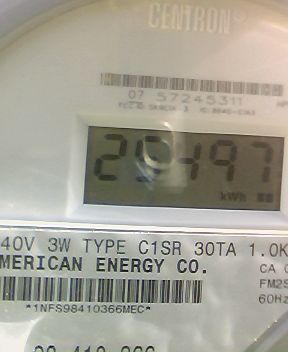 CENTRON
07 57245311
29497
kWh
40V 3W TYPE C1SR 30TA 1.0K
MERICAN ENERGY CO.
CA
FM2S
60Hz
*1NFS98410366MEC*